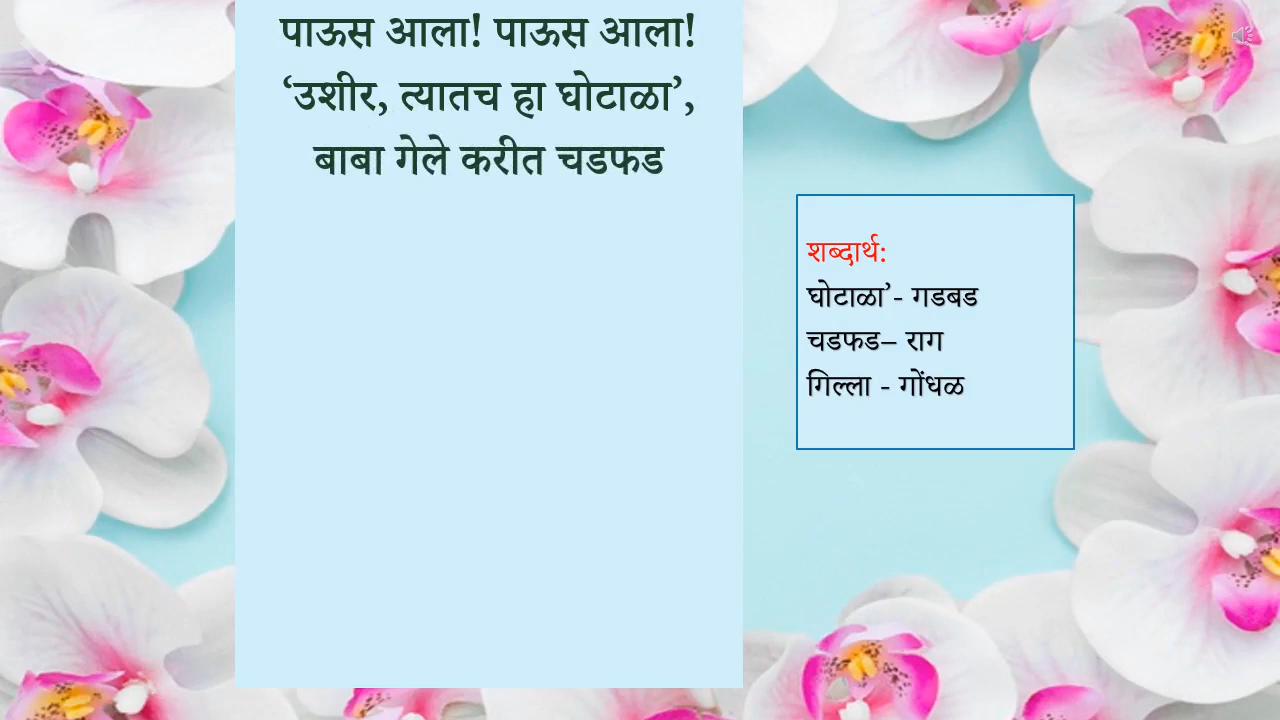 पाऊस आला! पाऊस आला!
‘उशीर, त्यातच हा घोटाळा’,
बाबा गेले करीत चडफड
शब्दार्थ:
घोटाळा’- गडबड
चडफड– राग
गिल्ला - गोंधळ